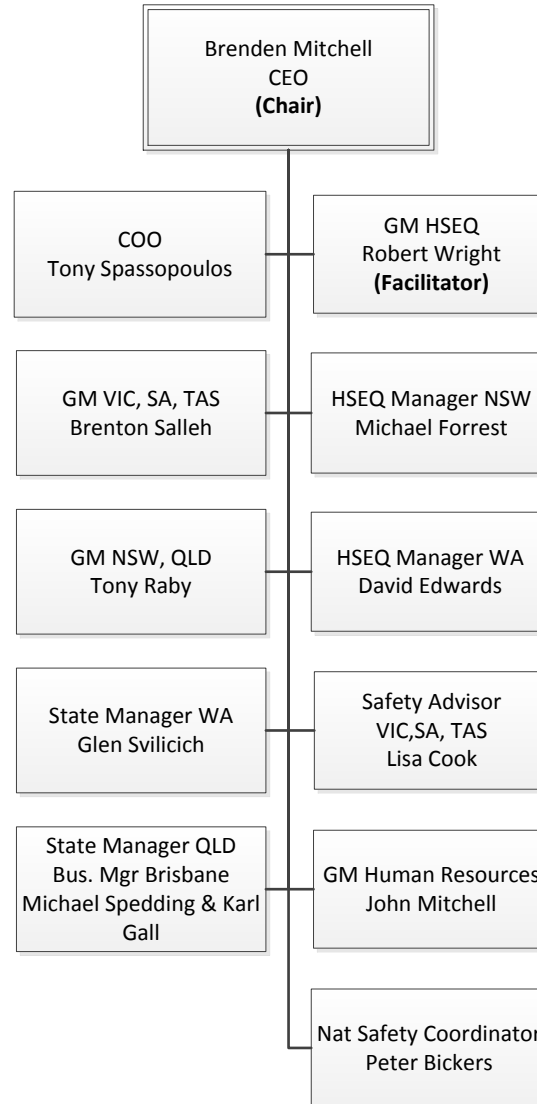 Brenden Mitchell
CEO
(Chair)
COO
Tony Spassopoulos
GM HSEQ
Robert Wright
(Facilitator)
GM VIC, SA, TAS
Brenton Salleh
HSEQ Manager NSW
Michael Forrest
GM NSW, QLD
Tony Raby
HSEQ Manager WA
David Edwards
State Manager WA
Glen Svilicich
Safety Advisor
VIC,SA, TAS
Lisa Cook
State Manager QLD
Bus. Mgr Brisbane
Michael Spedding & Karl
Gall
GM Human Resources
John Mitchell
Nat Safety Coordinator
Peter Bickers